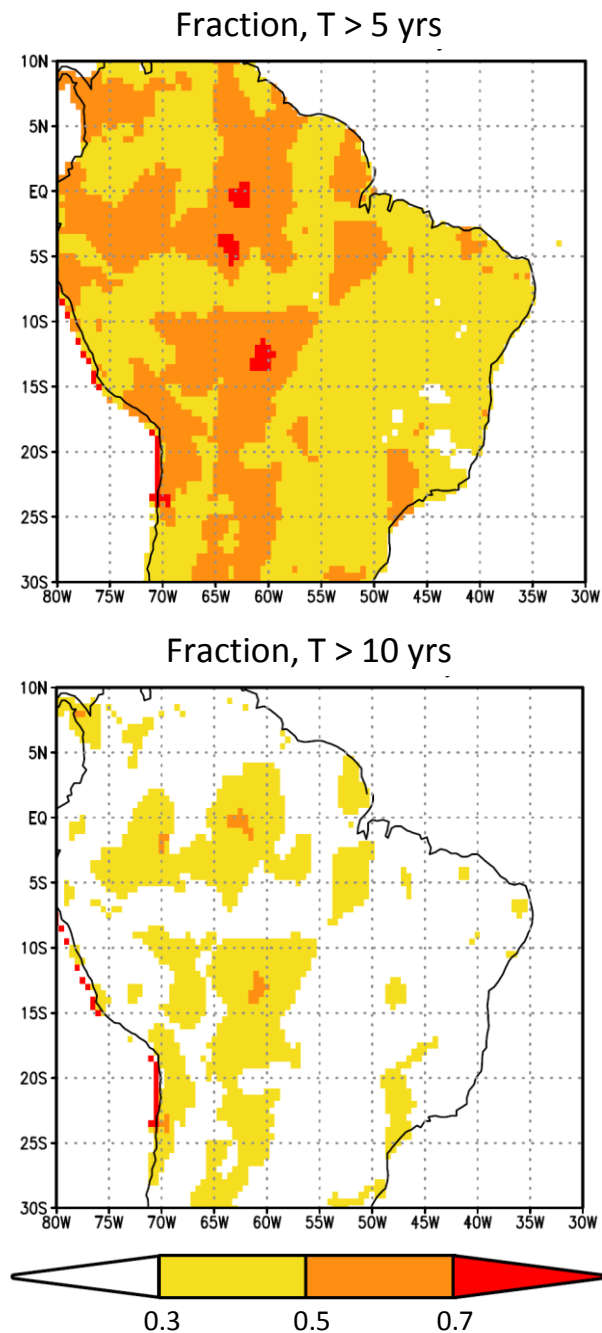 Fraction, T > 5 yrs
10N
5N
EQ
5S
10S
15S
20S
25S
30S
80W 75W 70W 65W 60W 55W 50W 45W 40W 35W 30W
Fraction, T > 10 yrs
10N
5N
EQ
5S
10S
15S
20S
25S
30S
80W 75W 70W 65W 60W 55W 50W 45W 40W 35W 30W
0.3 0.5 0.7